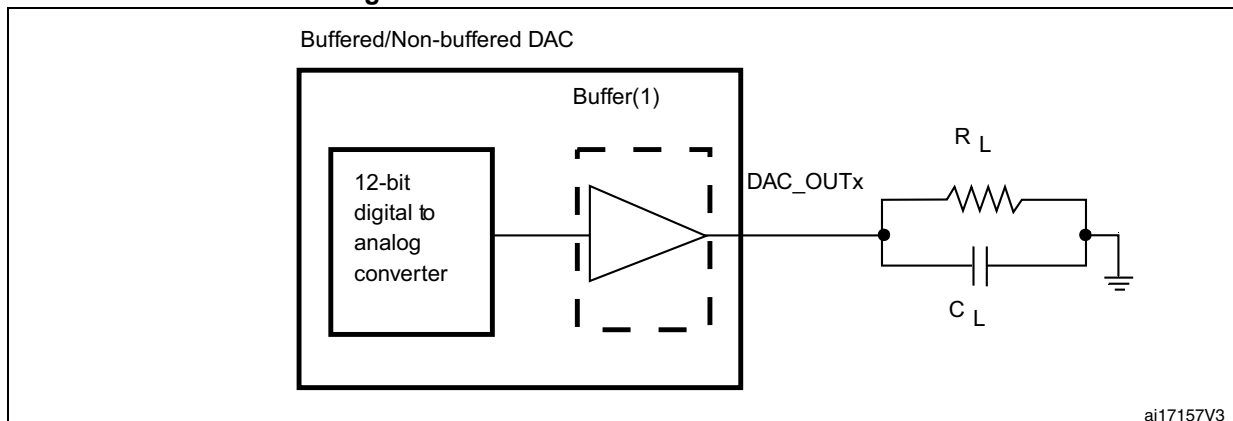 Buffered/Non-buffered DAC
Buffer(1)
12-bit
digital to
analog
converter
DAC_OUTx
R L
C L
ai17157V3